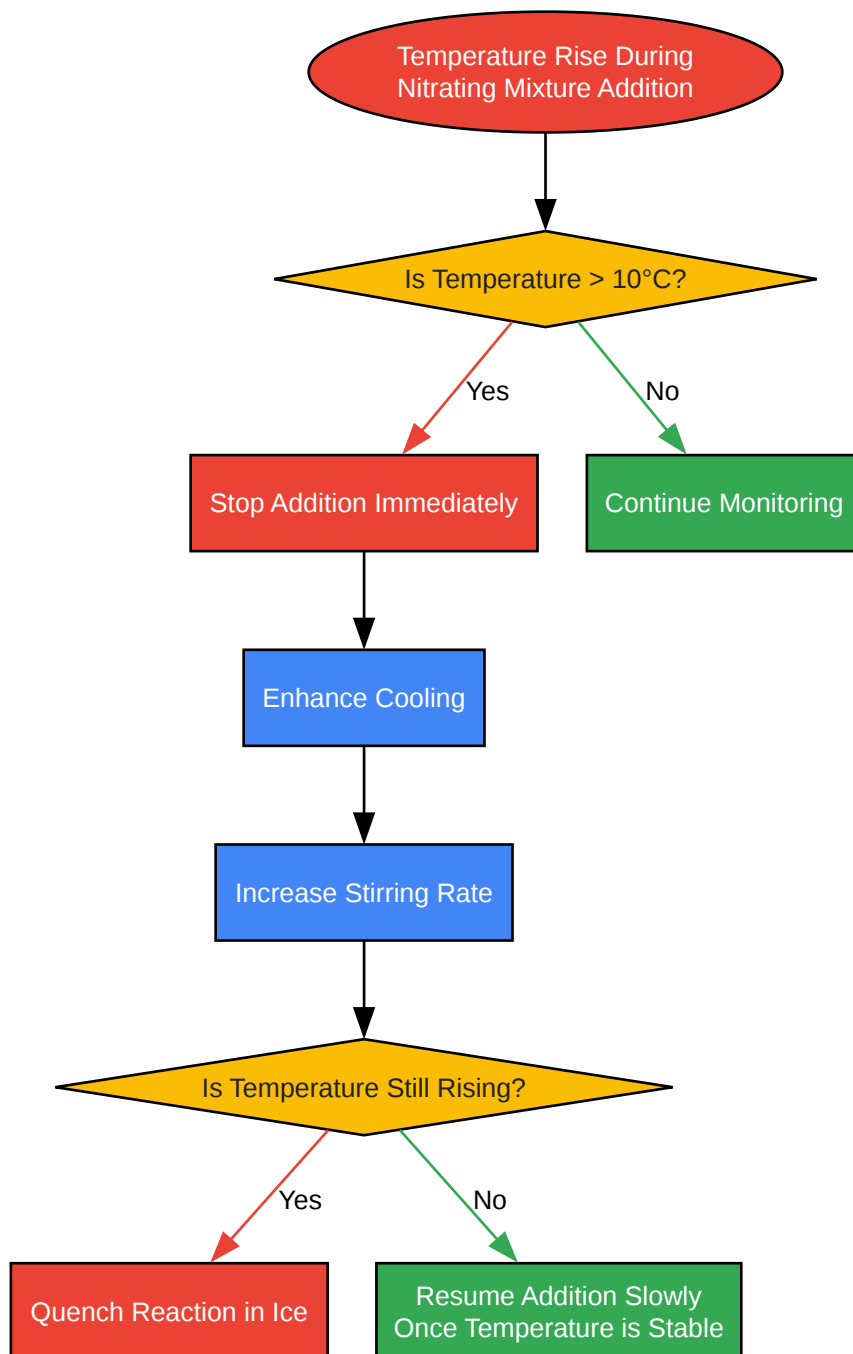 Temperature Rise During
Nitrating Mixture Addition
Is Temperature > 10°C?
Yes
No
Stop Addition Immediately
Continue Monitoring
Enhance Cooling
Increase Stirring Rate
Is Temperature Still Rising?
Yes
No
Quench Reaction in Ice
Resume Addition Slowly
Once Temperature is Stable